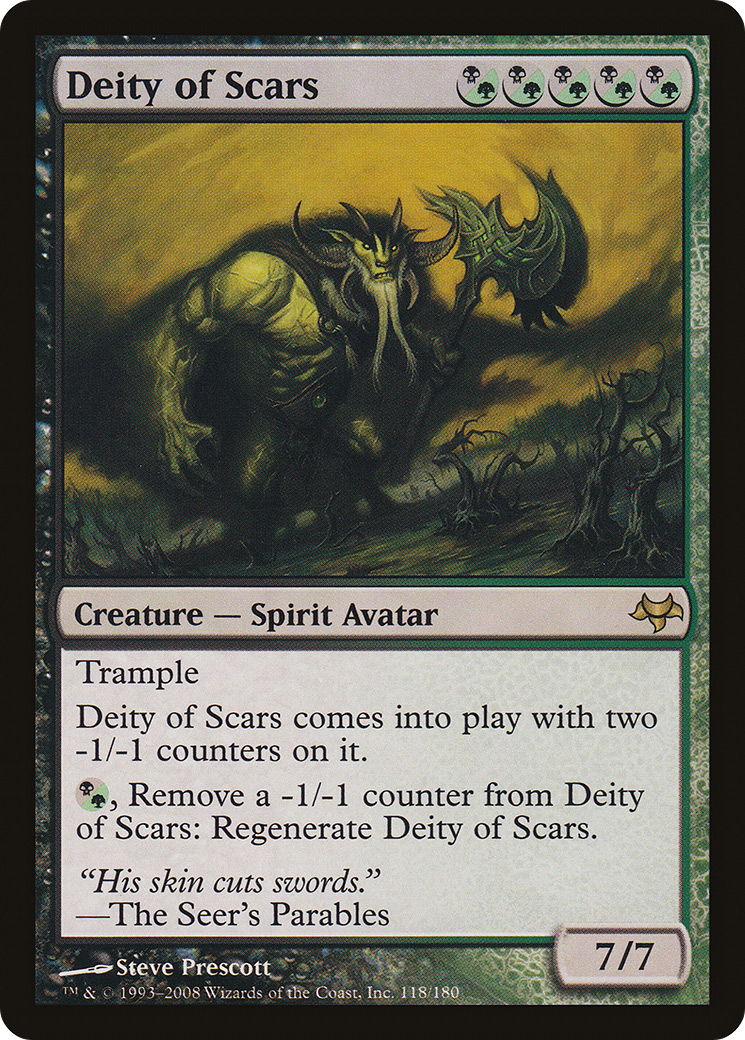 Deity of Scars
Creature — Spirit Avatar
Trample
Deity of Scars comes into play with two
-1/-1 counters on it.
, Remove a -1/-1 counter from Deity
of Scars: Regenerate Deity of Scars.
“His skin cuts swords.”
—The Seer’s Parables
7/7
Steve Prescott
™ & © 1993–2008 Wizards of the Coast, Inc. 118/180